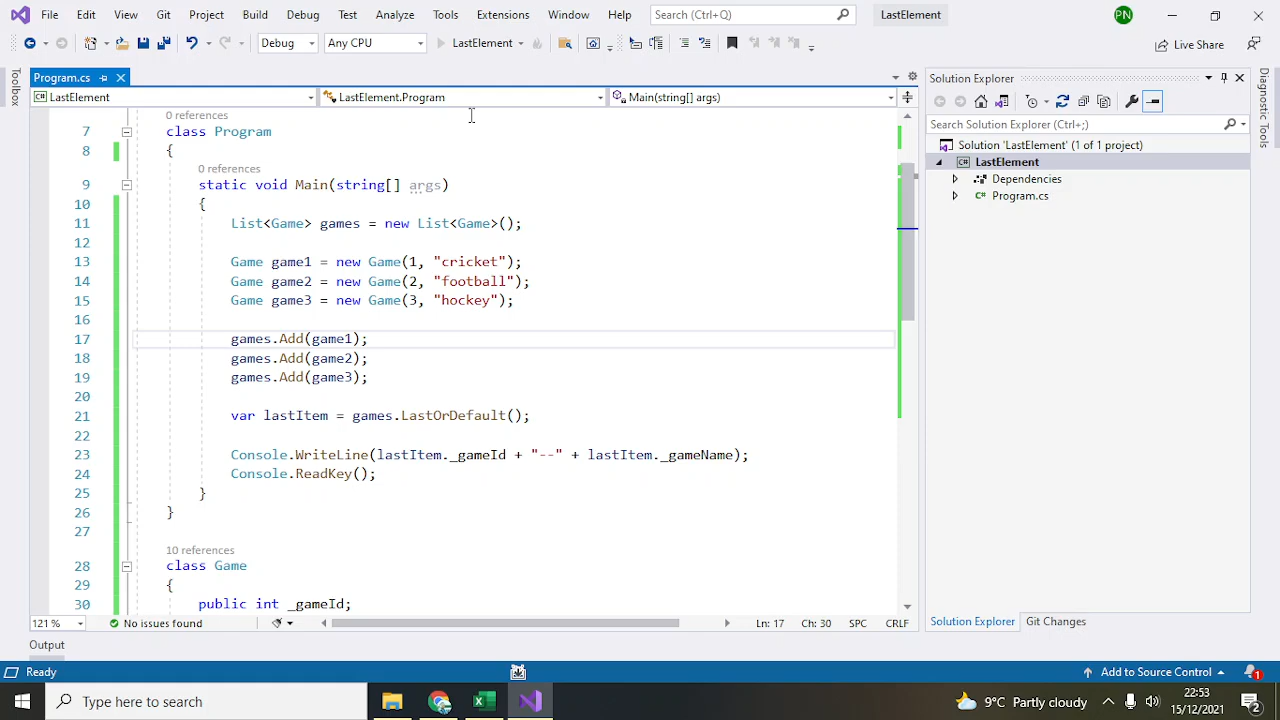 File Edit View Git Project Build Debug Test Analyze Tools Extensions Window Help Search (Ctrl+Q) LastElement PN
Debug Any CPU LastElement Live Share
Toolbox
Program.cs
LastElement LastElement.Program Main(string[] args)
0 references
7 class Program
8 {
0 references
9 static void Main(string[] args)
10 {
11 List<Game> games = new List<Game>();
12
13 Game game1 = new Game(1, "cricket");
14 Game game2 = new Game(2, "football");
15 Game game3 = new Game(3, "hockey");
16
17 games.Add(game1);
18 games.Add(game2);
19 games.Add(game3);
20
21 var lastItem = games.LastOrDefault();
22
23 Console.WriteLine(lastItem._gameId + "--" + lastItem._gameName);
24 Console.ReadKey();
25 }
26 }
27
10 references
28 class Game
29 {
30 public int _gameId;
121 % No issues found Ln: 17 Ch: 30 SPC CRLF
Output
Solution Explorer
Search Solution Explorer (Ctrl+;)
Solution 'LastElement' (1 of 1 project)
LastElement
Dependencies
Program.cs
Solution Explorer Git Changes
Diagnostic Tools
Ready Add to Source Control 1
Type here to search 9°C Partly cloudy 22:53
2